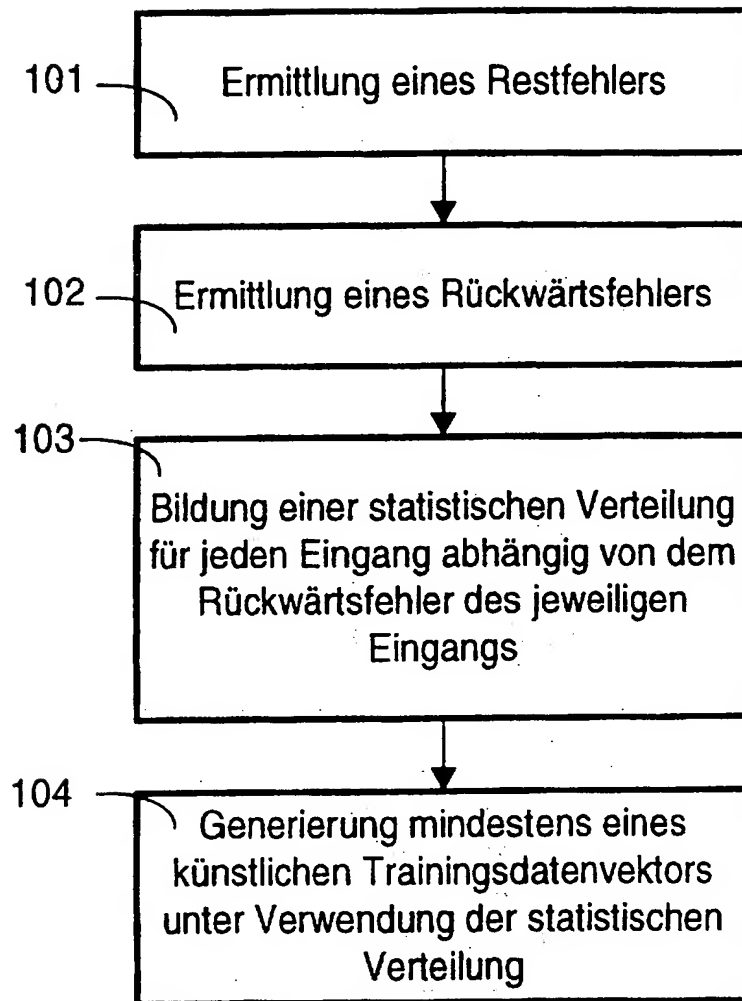 101
Ermittlung eines Restfehlers
102
Ermittlung eines Rückwärtsfehlers
103
Bildung einer statistischen Verteilung
für jeden Eingang abhängig von dem
Rückwärtsfehler des jeweiligen
Eingangs
104
Generierung mindestens eines
künstlichen Trainingsdatenvektors
unter Verwendung der statistischen
Verteilung